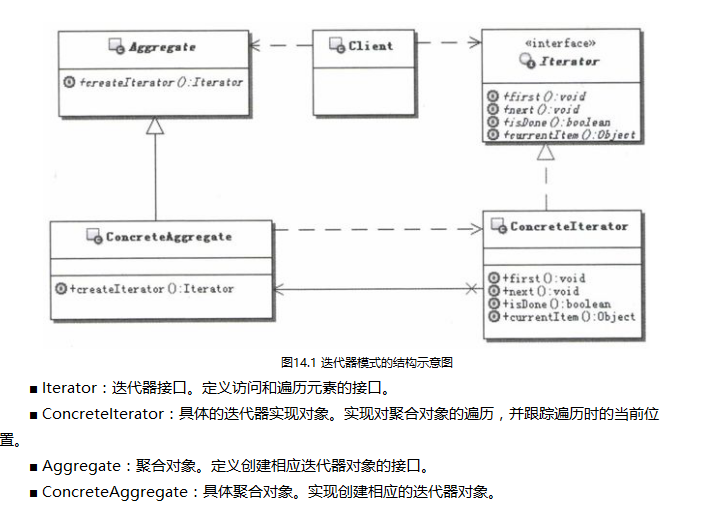 Aggregate
+createIterator():Iterator
Client
«interface»
Iterator
+first():void
+next():void
+isDone():boolean
+currentItem():Object
ConcreteAggregate
+createIterator():Iterator
ConcreteIterator
+first():void
+next():void
+isDone():boolean
+currentItem():Object
图14.1 迭代器模式的结构示意图
■ Iterator：迭代器接口。定义访问和遍历元素的接口。
■ ConcreteIterator：具体的迭代器实现对象。实现对聚合对象的遍历，并跟踪遍历时的当前位
置。
■ Aggregate：聚合对象。定义创建相应迭代器对象的接口。
■ ConcreteAggregate：具体聚合对象。实现创建相应的迭代器对象。